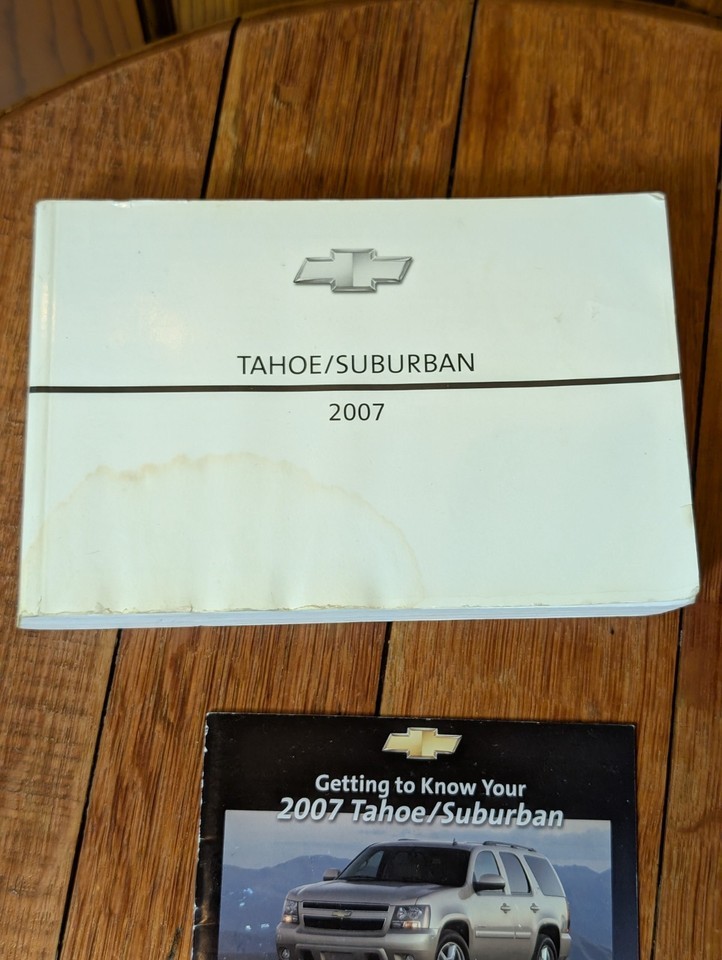 TAHOE/SUBURBAN
2007
Getting to Know Your
2007 Tahoe/Suburban